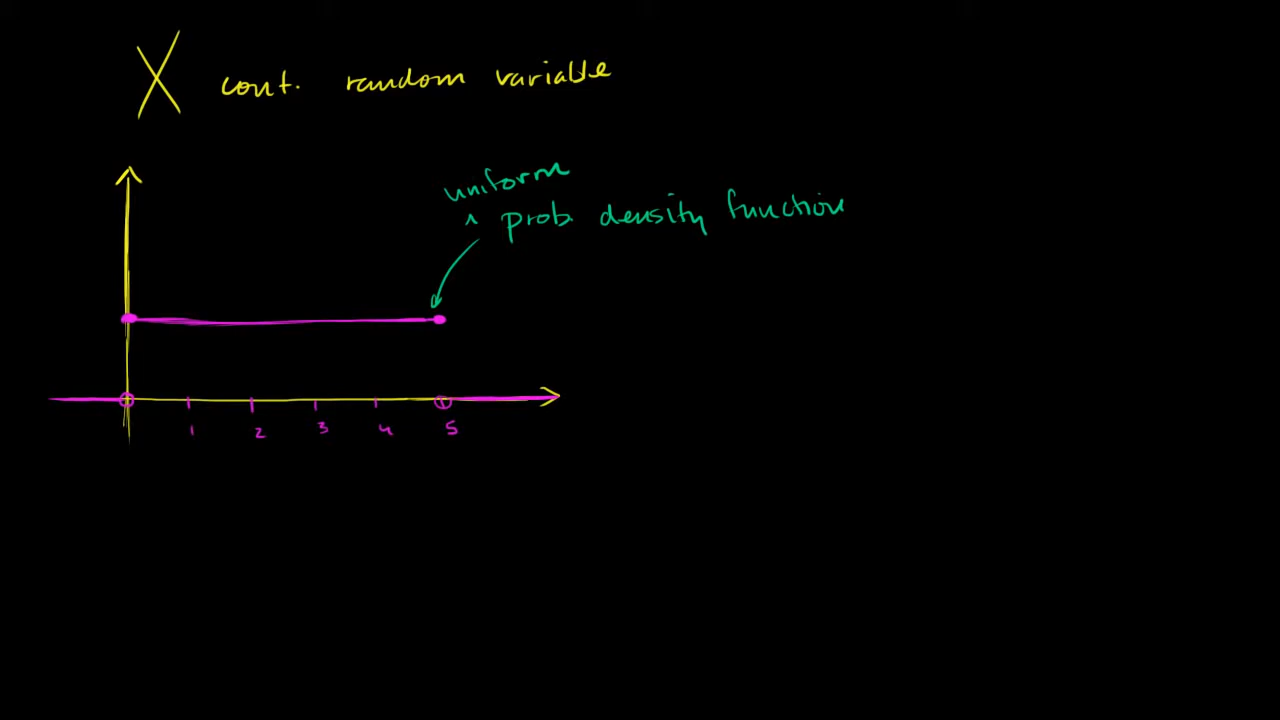 X cont. random variable
uniform
^ prob density function
1 2 3 4 5